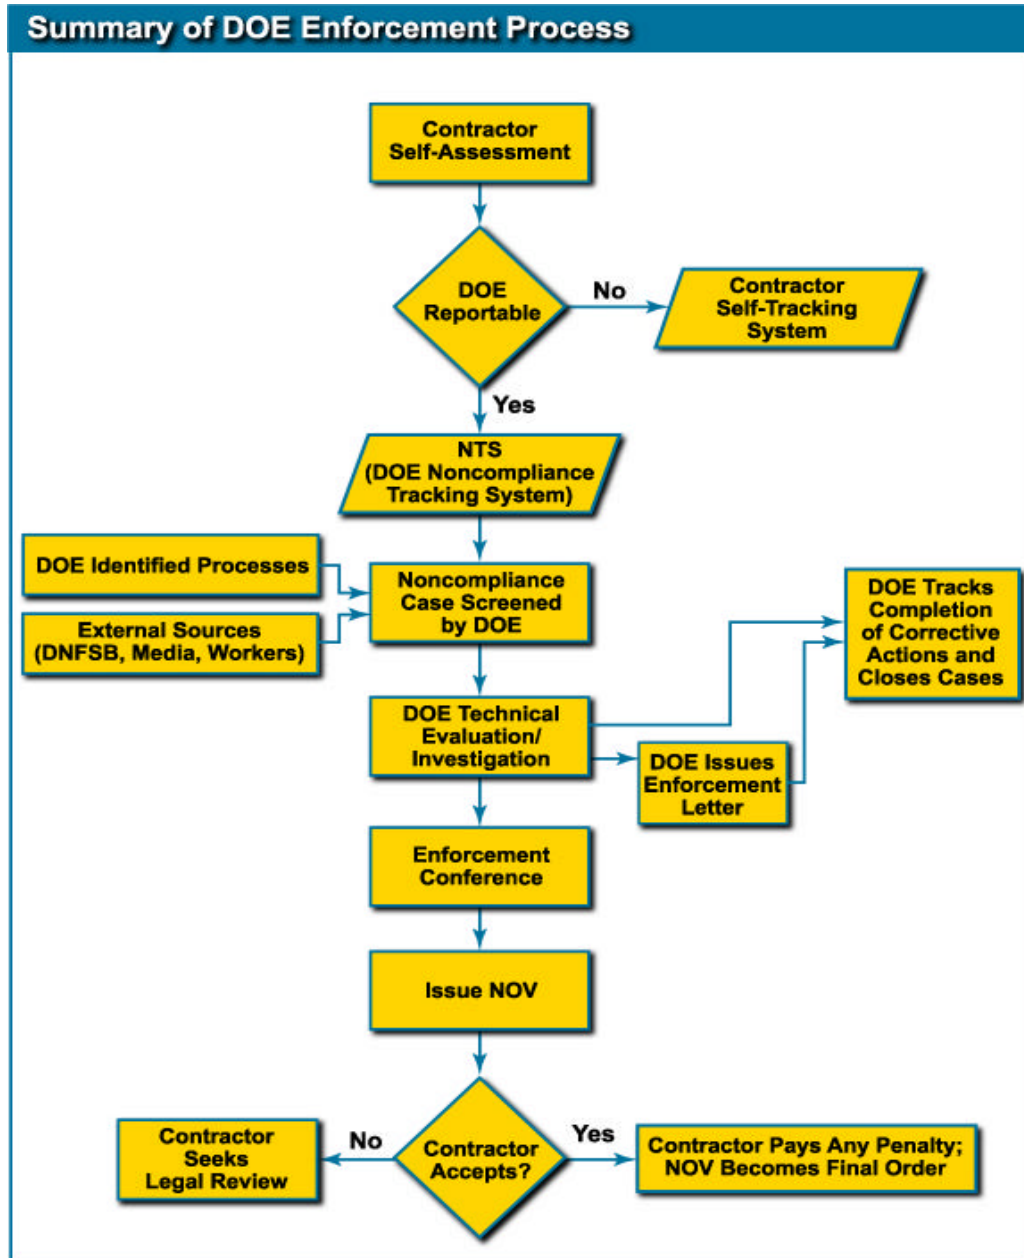 Summary of DOE Enforcement Process
Contractor
Self-Assessment
DOE
Reportable
No
Contractor
Self-Tracking
System
Yes
NTS
(DOE Noncompliance
Tracking System)
DOE Identified Processes
External Sources
(DNFSB, Media, Workers)
Noncompliance
Case Screened
by DOE
DOE Tracks
Completion
of Corrective
Actions and
Closes Cases
DOE Technical
Evaluation/
Investigation
DOE Issues
Enforcement
Letter
Enforcement
Conference
Issue NOV
Contractor
Accepts?
No
Contractor
Seeks
Legal Review
Yes
Contractor Pays Any Penalty;
NOV Becomes Final Order